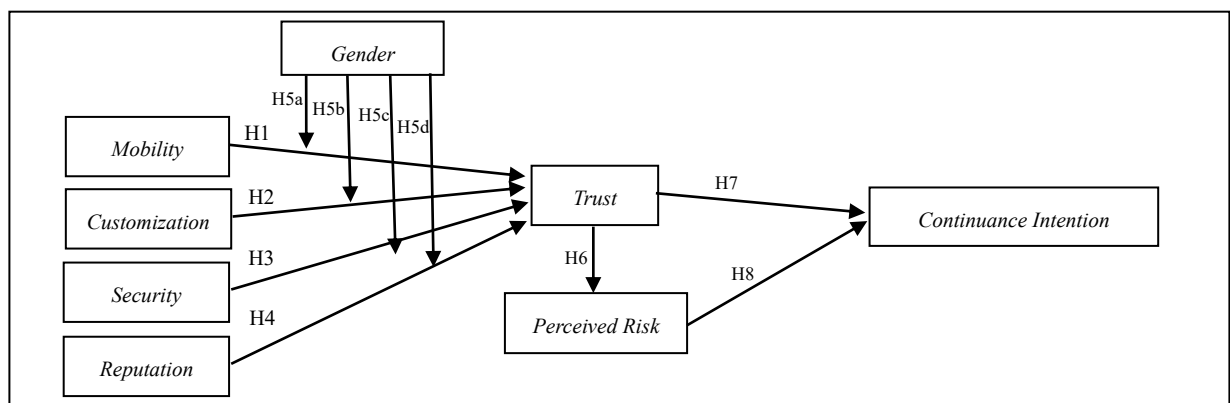 Gender
H5a
H5b
H5c
H5d
Mobility
H1
Customization
H2
Security
H3
Reputation
H4
Trust
H7
Continuance Intention
H6
H8
Perceived Risk